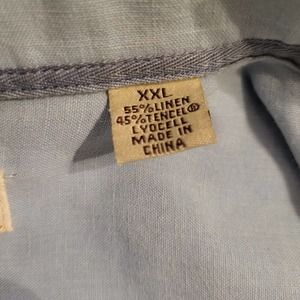 XXL
55% LINEN
45% TENCEL®
LYOCELL
MADE IN
CHINA